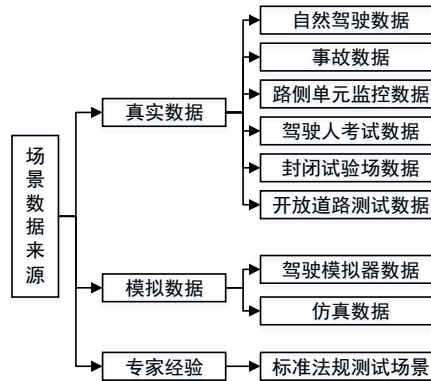 场景数据来源
真实数据
自然驾驶数据
事故数据
路侧单元监控数据
驾驶人考试数据
封闭试验场数据
开放道路测试数据
模拟数据
驾驶模拟器数据
仿真数据
专家经验
标准法规测试场景